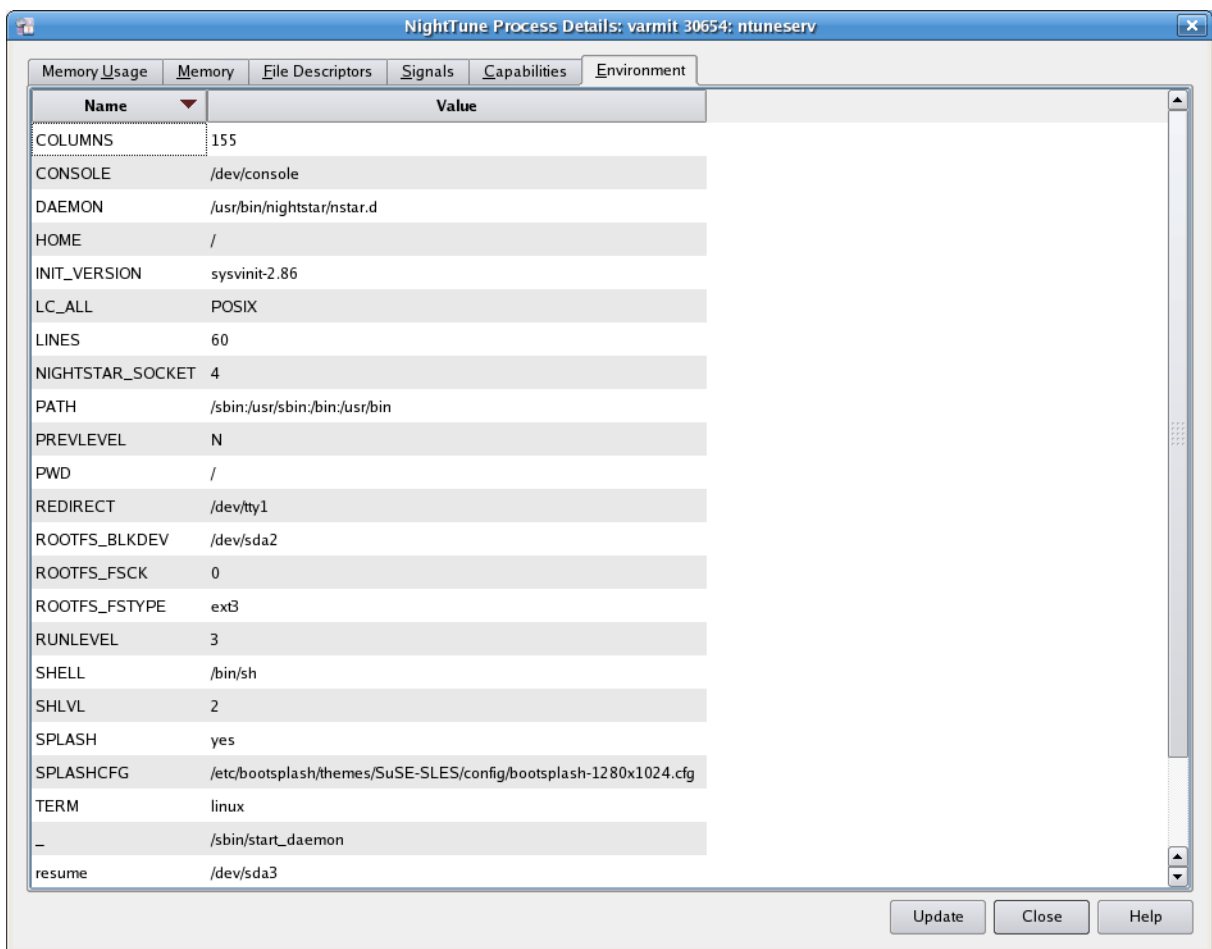 NightTune Process Details: varmit 30654: ntuneserv
Memory Usage Memory File Descriptors Signals Capabilities Environment
Name Value
COLUMNS 155
CONSOLE /dev/console
DAEMON /usr/bin/nightstar/nstar.d
HOME /
INIT_VERSION sysvinit-2.86
LC_ALL POSIX
LINES 60
NIGHTSTAR_SOCKET 4
PATH /sbin:/usr/sbin:/bin:/usr/bin
PREVLEVEL N
PWD /
REDIRECT /dev/tty1
ROOTFS_BLKDEV /dev/sda2
ROOTFS_FSCK 0
ROOTFS_FSTYPE ext3
RUNLEVEL 3
SHELL /bin/sh
SHLVL 2
SPLASH yes
SPLASHCFG /etc/bootsplash/themes/SuSE-SLES/config/bootsplash-1280x1024.cfg
TERM linux
_ /sbin/start_daemon
resume /dev/sda3
Update Close Help